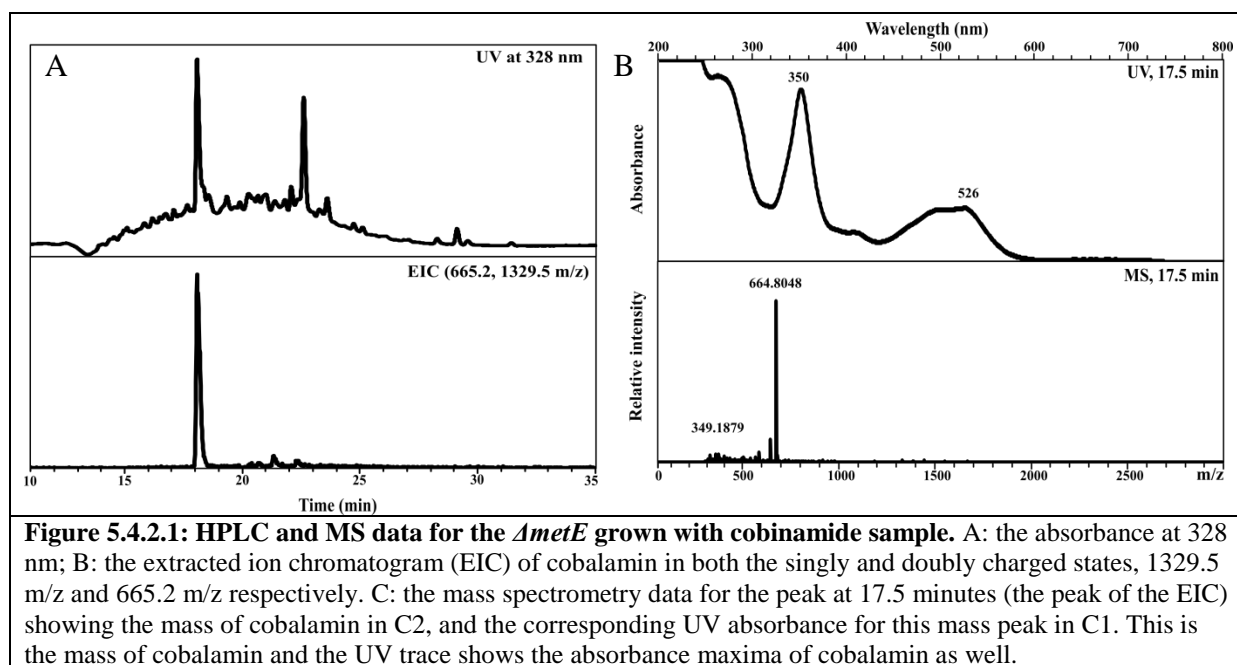 A
UV at 328 nm
EIC (665.2, 1329.5 m/z)
10 15 20 25 30 35
Time (min)
Wavelength (nm)
200 300 400 500 600 700 800
B
350
UV, 17.5 min
526
Absorbance
MS, 17.5 min
664.8048
Relative intensity
349.1879
0 500 1000 1500 2000 2500 m/z
Figure 5.4.2.1: HPLC and MS data for the ΔmetE grown with cobinamide sample. A: the absorbance at 328
nm; B: the extracted ion chromatogram (EIC) of cobalamin in both the singly and doubly charged states, 1329.5
m/z and 665.2 m/z respectively. C: the mass spectrometry data for the peak at 17.5 minutes (the peak of the EIC)
showing the mass of cobalamin in C2, and the corresponding UV absorbance for this mass peak in C1. This is
the mass of cobalamin and the UV trace shows the absorbance maxima of cobalamin as well.